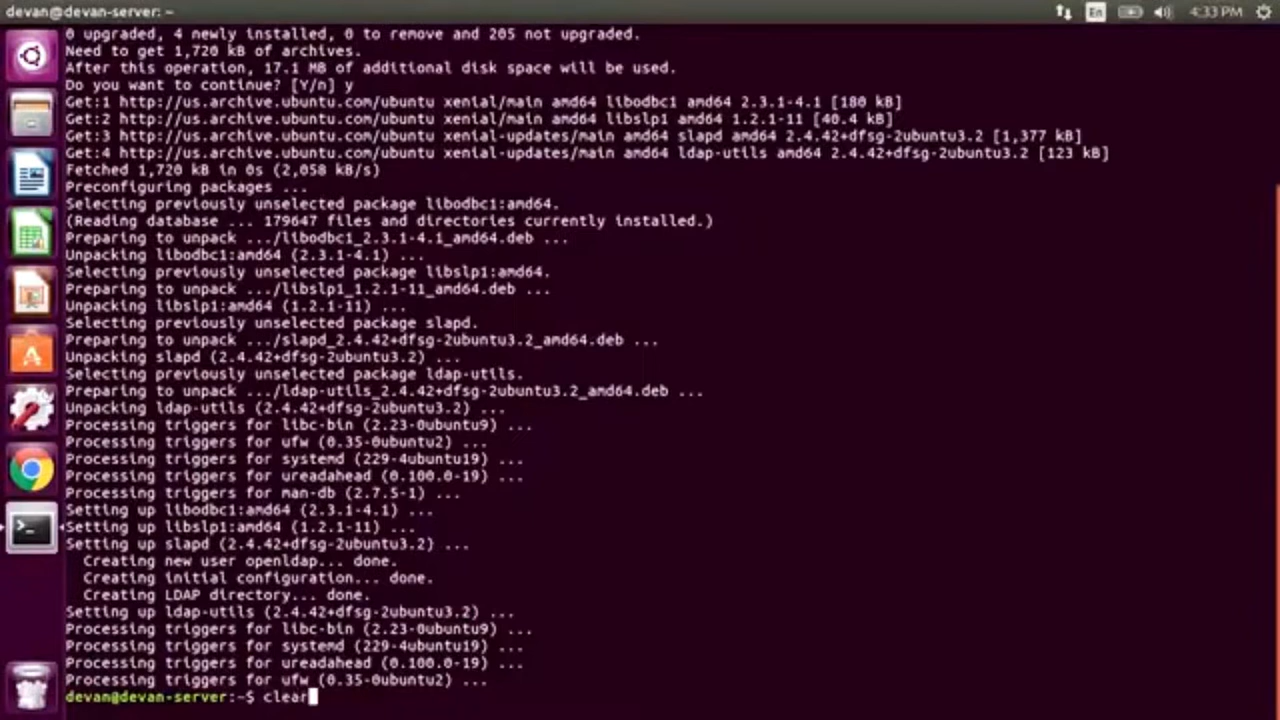 devan@devan-server: ~
En
4:33 PM
0 upgraded, 4 newly installed, 0 to remove and 205 not upgraded.
Need to get 1,720 kB of archives.
After this operation, 17.1 MB of additional disk space will be used.
Do you want to continue? [Y/n] y
Get:1 http://us.archive.ubuntu.com/ubuntu xenial/main amd64 libodbc1 amd64 2.3.1-4.1 [180 kB]
Get:2 http://us.archive.ubuntu.com/ubuntu xenial/main amd64 libslp1 amd64 1.2.1-11 [40.4 kB]
Get:3 http://us.archive.ubuntu.com/ubuntu xenial-updates/main amd64 slapd amd64 2.4.42+dfsg-2ubuntu3.2 [1,377 kB]
Get:4 http://us.archive.ubuntu.com/ubuntu xenial-updates/main amd64 ldap-utils amd64 2.4.42+dfsg-2ubuntu3.2 [123 kB]
Fetched 1,720 kB in 0s (2,058 kB/s)
Preconfiguring packages ...
Selecting previously unselected package libodbc1:amd64.
(Reading database ... 179647 files and directories currently installed.)
Preparing to unpack .../libodbc1_2.3.1-4.1_amd64.deb ...
Unpacking libodbc1:amd64 (2.3.1-4.1) ...
Selecting previously unselected package libslp1:amd64.
Preparing to unpack .../libslp1_1.2.1-11_amd64.deb ...
Unpacking libslp1:amd64 (1.2.1-11) ...
Selecting previously unselected package slapd.
Preparing to unpack .../slapd_2.4.42+dfsg-2ubuntu3.2_amd64.deb ...
Unpacking slapd (2.4.42+dfsg-2ubuntu3.2) ...
Selecting previously unselected package ldap-utils.
Preparing to unpack .../ldap-utils_2.4.42+dfsg-2ubuntu3.2_amd64.deb ...
Unpacking ldap-utils (2.4.42+dfsg-2ubuntu3.2) ...
Processing triggers for libc-bin (2.23-0ubuntu9) ...
Processing triggers for ufw (0.35-0ubuntu2) ...
Processing triggers for systemd (229-4ubuntu19) ...
Processing triggers for ureadahead (0.100.0-19) ...
Processing triggers for man-db (2.7.5-1) ...
Setting up libodbc1:amd64 (2.3.1-4.1) ...
Setting up libslp1:amd64 (1.2.1-11) ...
Setting up slapd (2.4.42+dfsg-2ubuntu3.2) ...
Creating new user openldap... done.
Creating initial configuration... done.
Creating LDAP directory... done.
Setting up ldap-utils (2.4.42+dfsg-2ubuntu3.2) ...
Processing triggers for libc-bin (2.23-0ubuntu9) ...
Processing triggers for systemd (229-4ubuntu19) ...
Processing triggers for ureadahead (0.100.0-19) ...
Processing triggers for ufw (0.35-0ubuntu2) ...
devan@devan-server:~$ clear